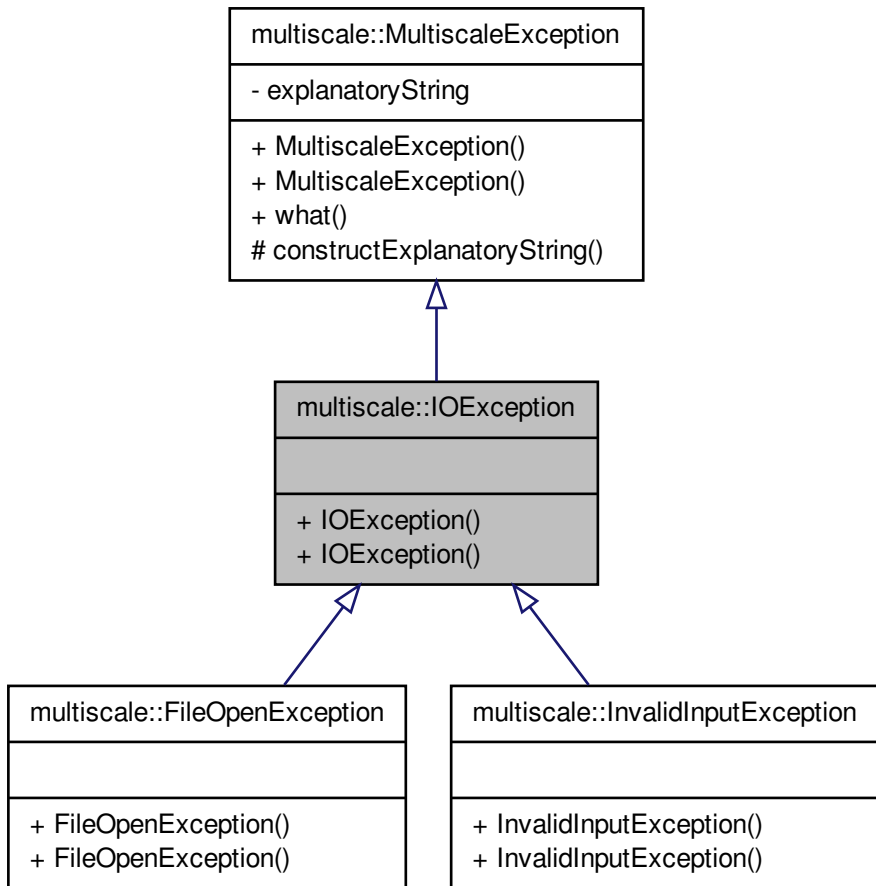 multiscale::MultiscaleException
- explanatoryString
+ MultiscaleException()
+ MultiscaleException()
+ what()
# constructExplanatoryString()
multiscale::IOException
+ IOException()
+ IOException()
multiscale::FileOpenException
+ FileOpenException()
+ FileOpenException()
multiscale::InvalidInputException
+ InvalidInputException()
+ InvalidInputException()